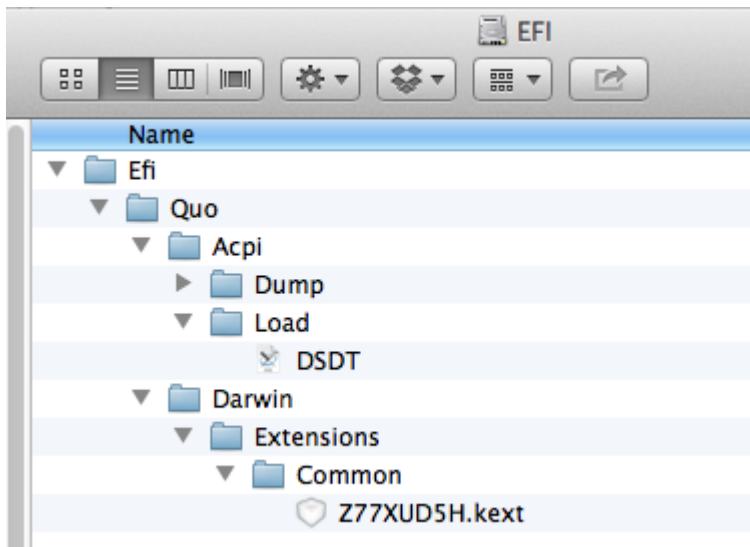 EFI
Name
Efi
Quo
Acpi
Dump
Load
DSDT
Darwin
Extensions
Common
Z77XUD5H.kext